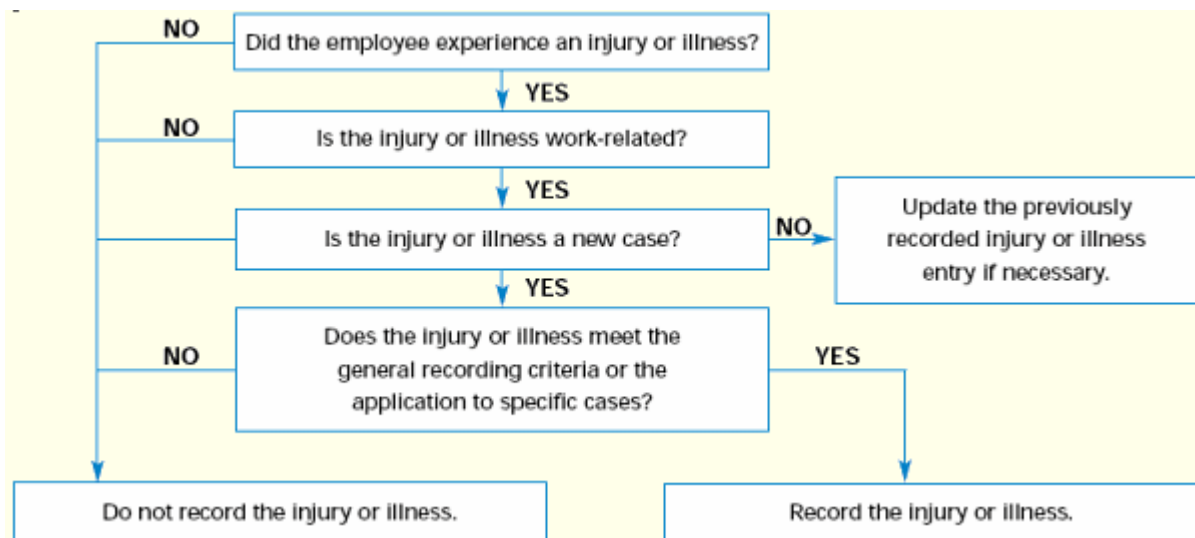 NO
Did the employee experience an injury or illness?
YES
NO
Is the injury or illness work-related?
YES
Is the injury or illness a new case?
NO
Update the previously
recorded injury or illness
entry if necessary.
YES
NO
Does the injury or illness meet the
general recording criteria or the
application to specific cases?
YES
Do not record the injury or illness.
Record the injury or illness.